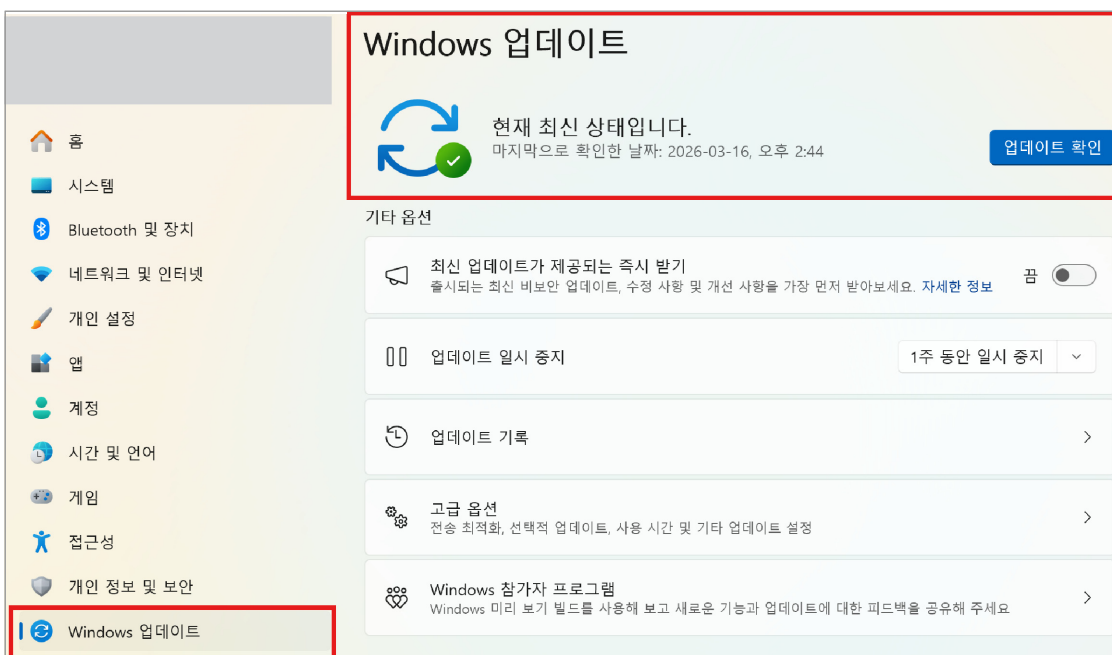 Windows 업데이트
현재 최신 상태입니다.
마지막으로 확인한 날짜: 2026-03-16, 오후 2:44
업데이트 확인
홈
시스템
Bluetooth 및 장치
네트워크 및 인터넷
개인 설정
앱
계정
시간 및 언어
게임
접근성
개인 정보 및 보안
Windows 업데이트
기타 옵션
최신 업데이트가 제공되는 즉시 받기
출시되는 최신 비보안 업데이트, 수정 사항 및 개선 사항을 가장 먼저 받아보세요. 자세한 정보
끔
업데이트 일시 중지
1주 동안 일시 중지
업데이트 기록
고급 옵션
전송 최적화, 선택적 업데이트, 사용 시간 및 기타 업데이트 설정
Windows 참가자 프로그램
Windows 미리 보기 빌드를 사용해 보고 새로운 기능과 업데이트에 대한 피드백을 공유해 주세요